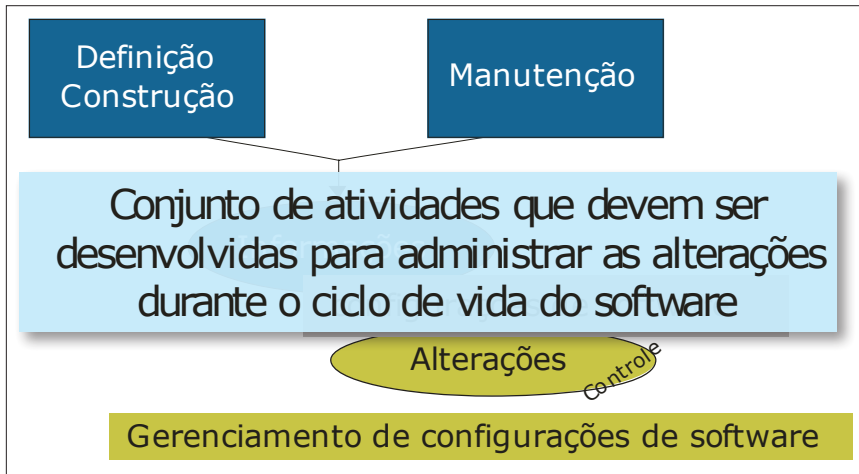 Definição
Construção
Manutenção
Conjunto de atividades que devem ser
desenvolvidas para administrar as alterações
durante o ciclo de vida do software
Alterações
Controle
Gerenciamento de configurações de software